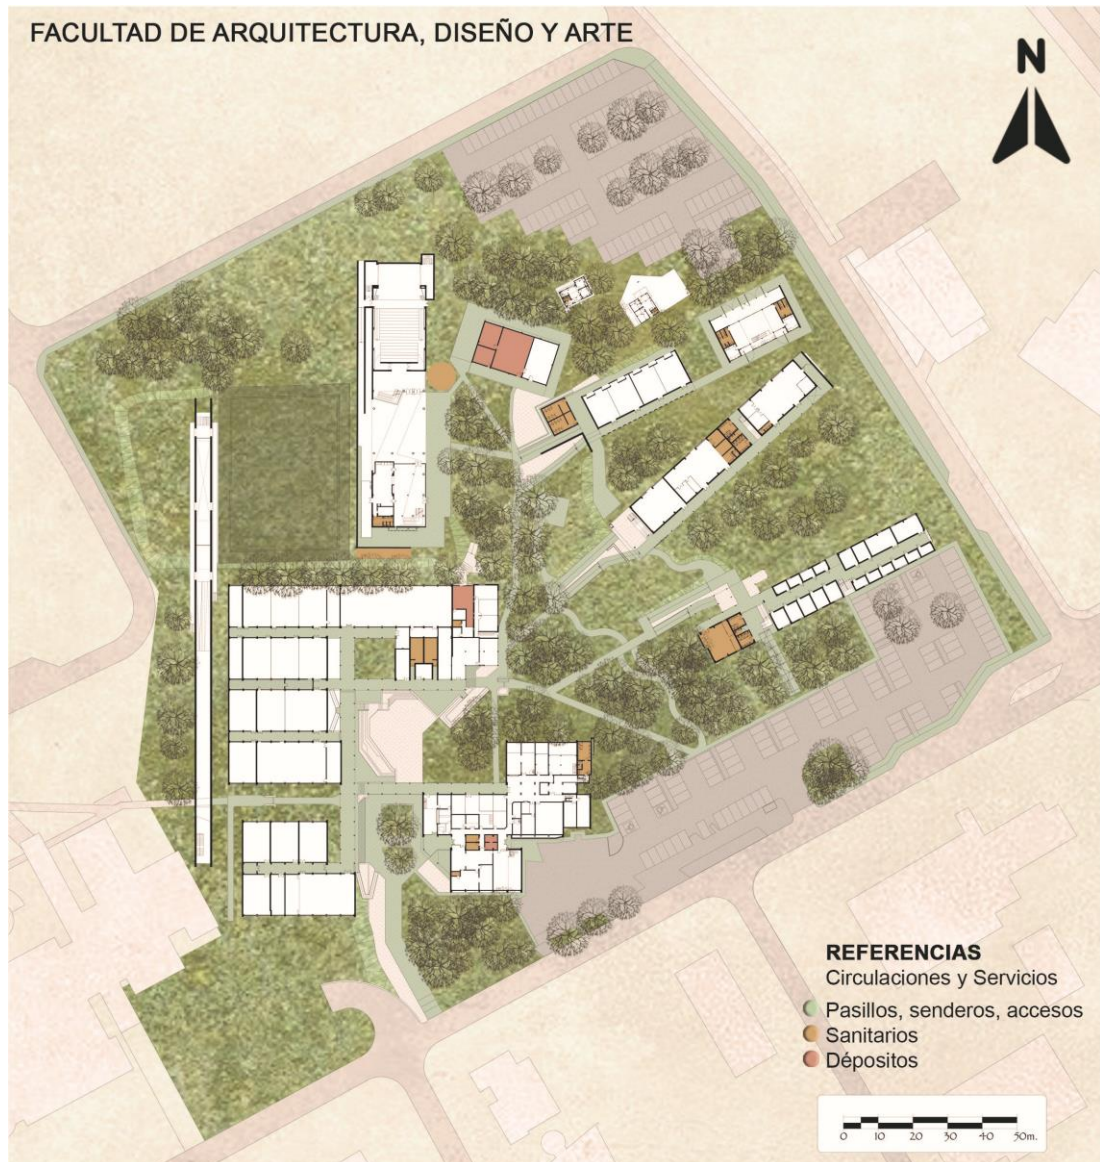 FACULTAD DE ARQUITECTURA, DISEÑO Y ARTE
N
REFERENCIAS
Circulaciones y Servicios
Pasillos, senderos, accesos
Sanitarios
Dépositos
0 10 20 30 40 50m.